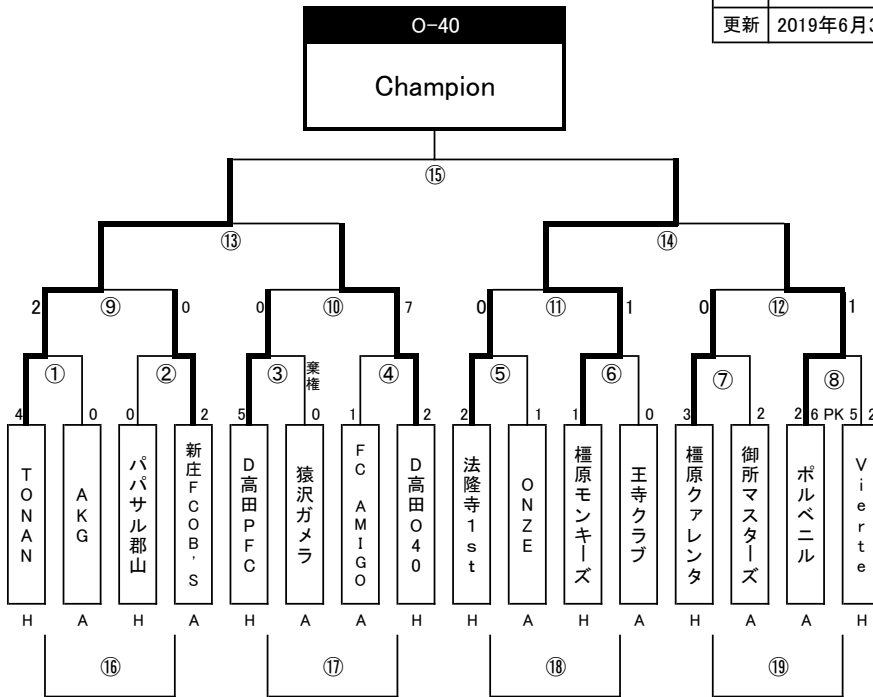 O-40
更新 2019年6月3
Champion
⑮
⑬ ⑭
2 ⑨ 0 0 ⑩ 7 0 ⑪ 1 0 ⑫ 1
① ② ③ 棄権 ④ ⑤ ⑥ ⑦ ⑧
4 0 0 2 5 0 1 2 2 1 1 0 3 2 2 6 PK 5 2
TONAN
AKG
パパサル郡山
新庄FCOB'S
D高田PFC
猿沢ガメラ
FC AMIGO
D高田O40
法隆寺1st
ONZE
橿原モンキーズ
王寺クラブ
橿原クァレンタ
御所マスターズ
ポルベニル
Vierte
H A H A H A A A H A H A H A A H
⑯ ⑰ ⑱ ⑲